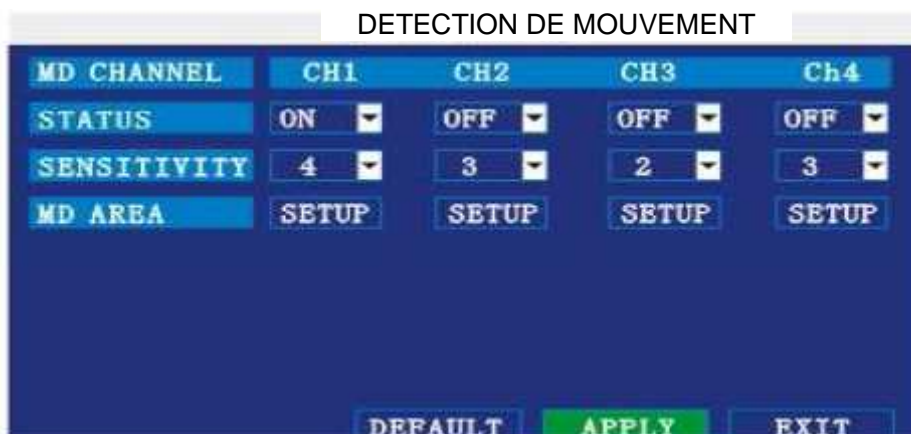 DETECTION DE MOUVEMENT
MD CHANNEL CH1 CH2 CH3 Ch4
STATUS ON OFF OFF OFF
SENSITIVITY 4 3 2 3
MD AREA SETUP SETUP SETUP SETUP
DEFAULT APPLY EXIT